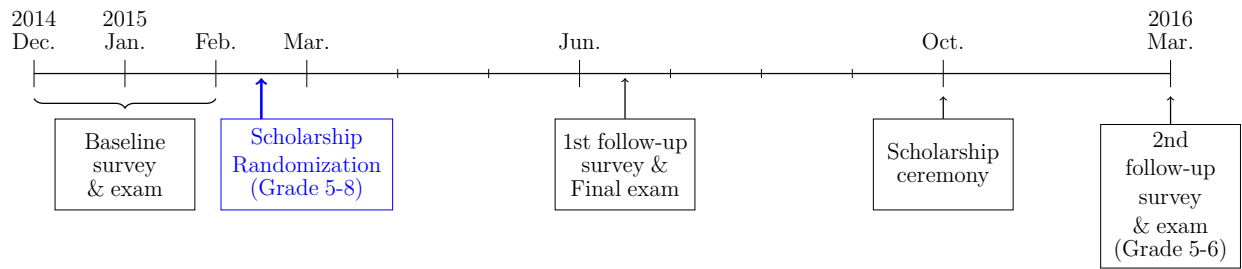 2014
Dec.
2015
Jan.
Feb.
Mar.
Jun.
Oct.
2016
Mar.
Baseline
survey
& exam
Scholarship
Randomization
(Grade 5-8)
1st follow-up
survey &
Final exam
Scholarship
ceremony
2nd
follow-up
survey
& exam
(Grade 5-6)